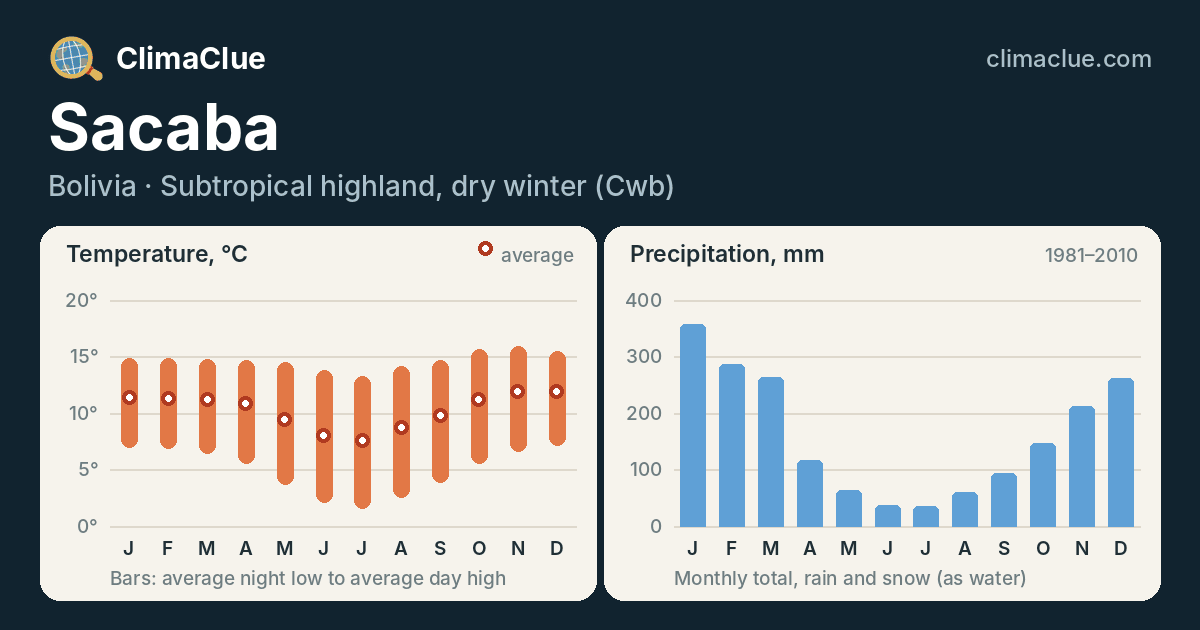 ClimaClue
climaclue.com
Sacaba
Bolivia · Subtropical highland, dry winter (Cwb)
Temperature, °C
average
20°
15°
10°
5°
0°
J F M A M J J A S O N D
Bars: average night low to average day high
Precipitation, mm
1981–2010
400
300
200
100
0
J F M A M J J A S O N D
Monthly total, rain and snow (as water)